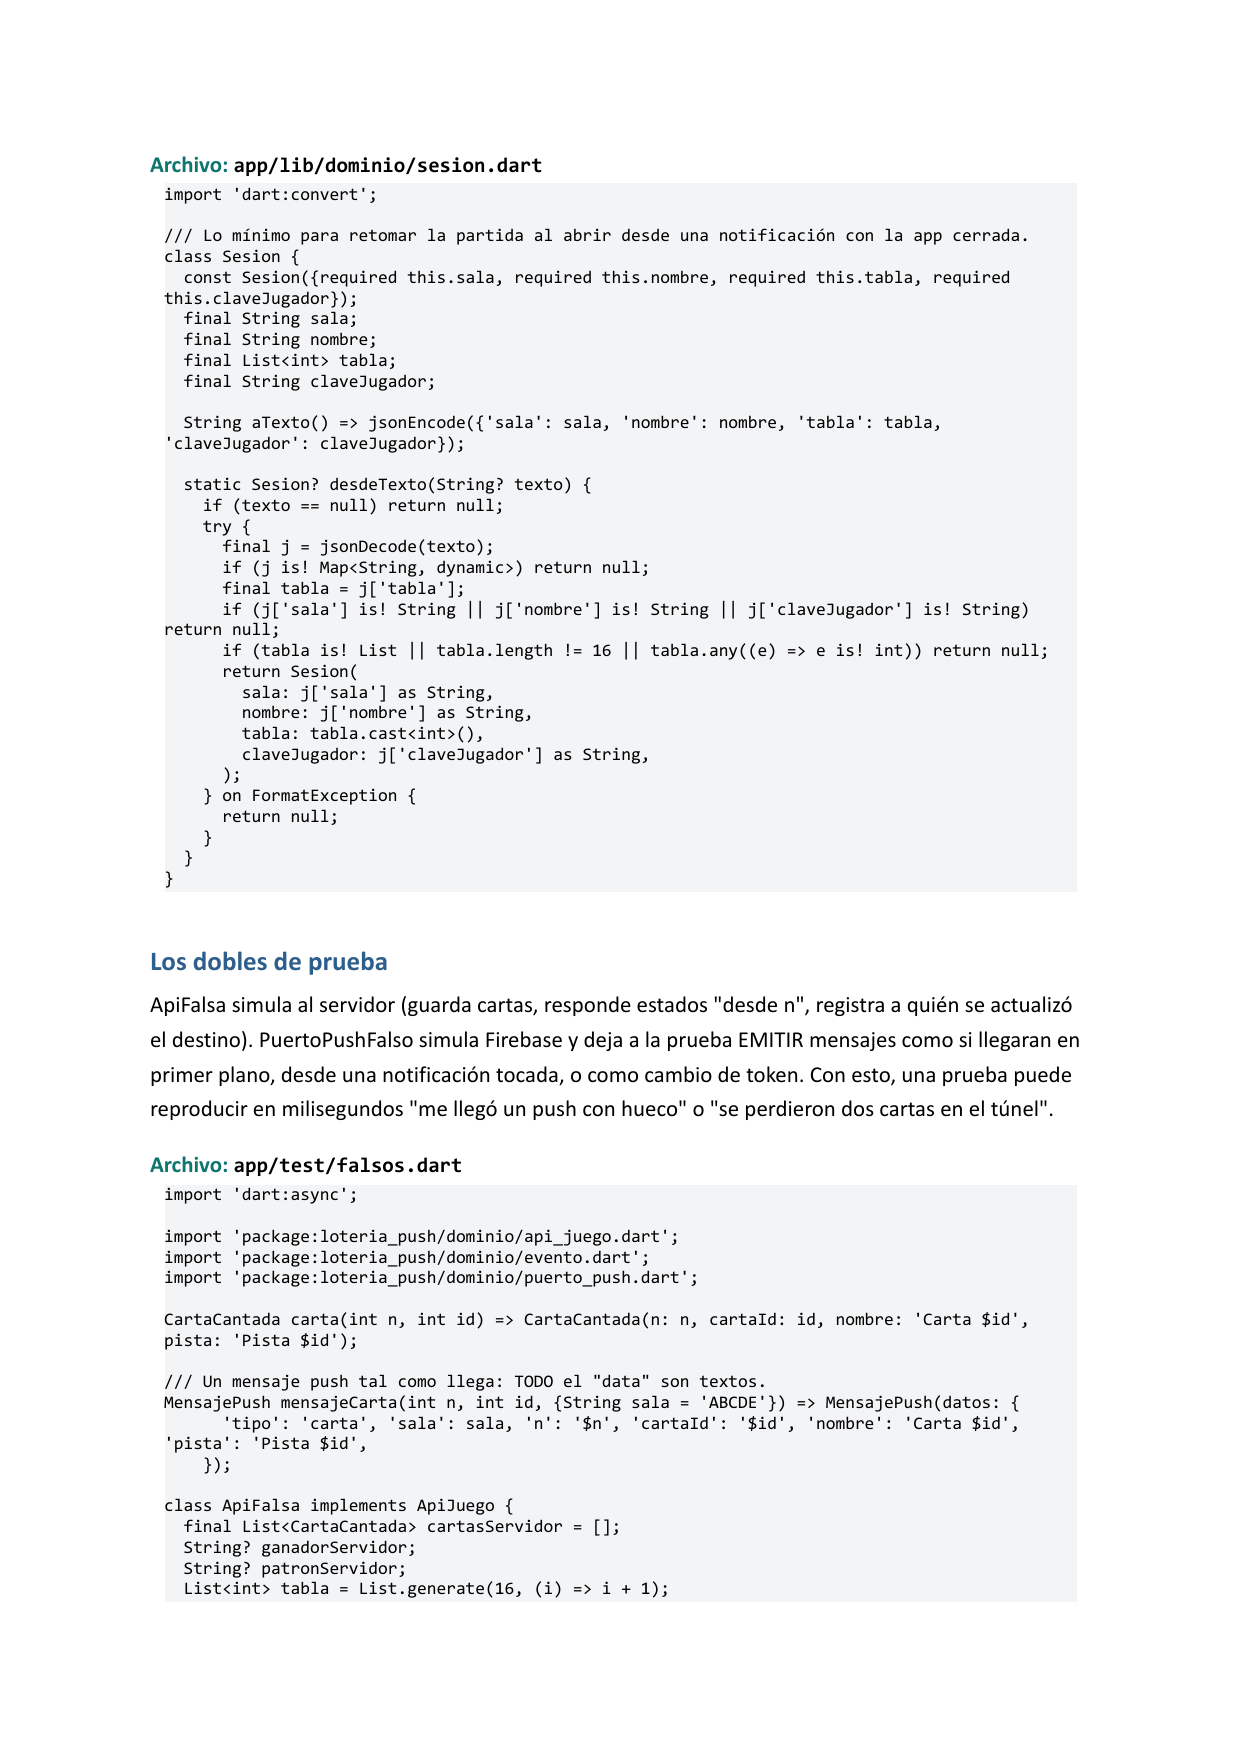 Archivo: app/lib/dominio/sesion.dart
import 'dart:convert';

/// Lo mínimo para retomar la partida al abrir desde una notificación con la app cerrada.
class Sesion {
  const Sesion({required this.sala, required this.nombre, required this.tabla, required
this.claveJugador});
  final String sala;
  final String nombre;
  final List<int> tabla;
  final String claveJugador;

  String aTexto() => jsonEncode({'sala': sala, 'nombre': nombre, 'tabla': tabla,
'claveJugador': claveJugador});

  static Sesion? desdeTexto(String? texto) {
    if (texto == null) return null;
    try {
      final j = jsonDecode(texto);
      if (j is! Map<String, dynamic>) return null;
      final tabla = j['tabla'];
      if (j['sala'] is! String || j['nombre'] is! String || j['claveJugador'] is! String)
return null;
      if (tabla is! List || tabla.length != 16 || tabla.any((e) => e is! int)) return null;
      return Sesion(
        sala: j['sala'] as String,
        nombre: j['nombre'] as String,
        tabla: tabla.cast<int>(),
        claveJugador: j['claveJugador'] as String,
      );
    } on FormatException {
      return null;
    }
  }
}

Los dobles de prueba
ApiFalsa simula al servidor (guarda cartas, responde estados "desde n", registra a quién se actualizó
el destino). PuertoPushFalso simula Firebase y deja a la prueba EMITIR mensajes como si llegaran en
primer plano, desde una notificación tocada, o como cambio de token. Con esto, una prueba puede
reproducir en milisegundos "me llegó un push con hueco" o "se perdieron dos cartas en el túnel".

Archivo: app/test/falsos.dart
import 'dart:async';

import 'package:loteria_push/dominio/api_juego.dart';
import 'package:loteria_push/dominio/evento.dart';
import 'package:loteria_push/dominio/puerto_push.dart';

CartaCantada carta(int n, int id) => CartaCantada(n: n, cartaId: id, nombre: 'Carta $id',
pista: 'Pista $id');

/// Un mensaje push tal como llega: TODO el "data" son textos.
MensajePush mensajeCarta(int n, int id, {String sala = 'ABCDE'}) => MensajePush(datos: {
      'tipo': 'carta', 'sala': sala, 'n': '$n', 'cartaId': '$id', 'nombre': 'Carta $id',
'pista': 'Pista $id',
    });

class ApiFalsa implements ApiJuego {
  final List<CartaCantada> cartasServidor = [];
  String? ganadorServidor;
  String? patronServidor;
  List<int> tabla = List.generate(16, (i) => i + 1);